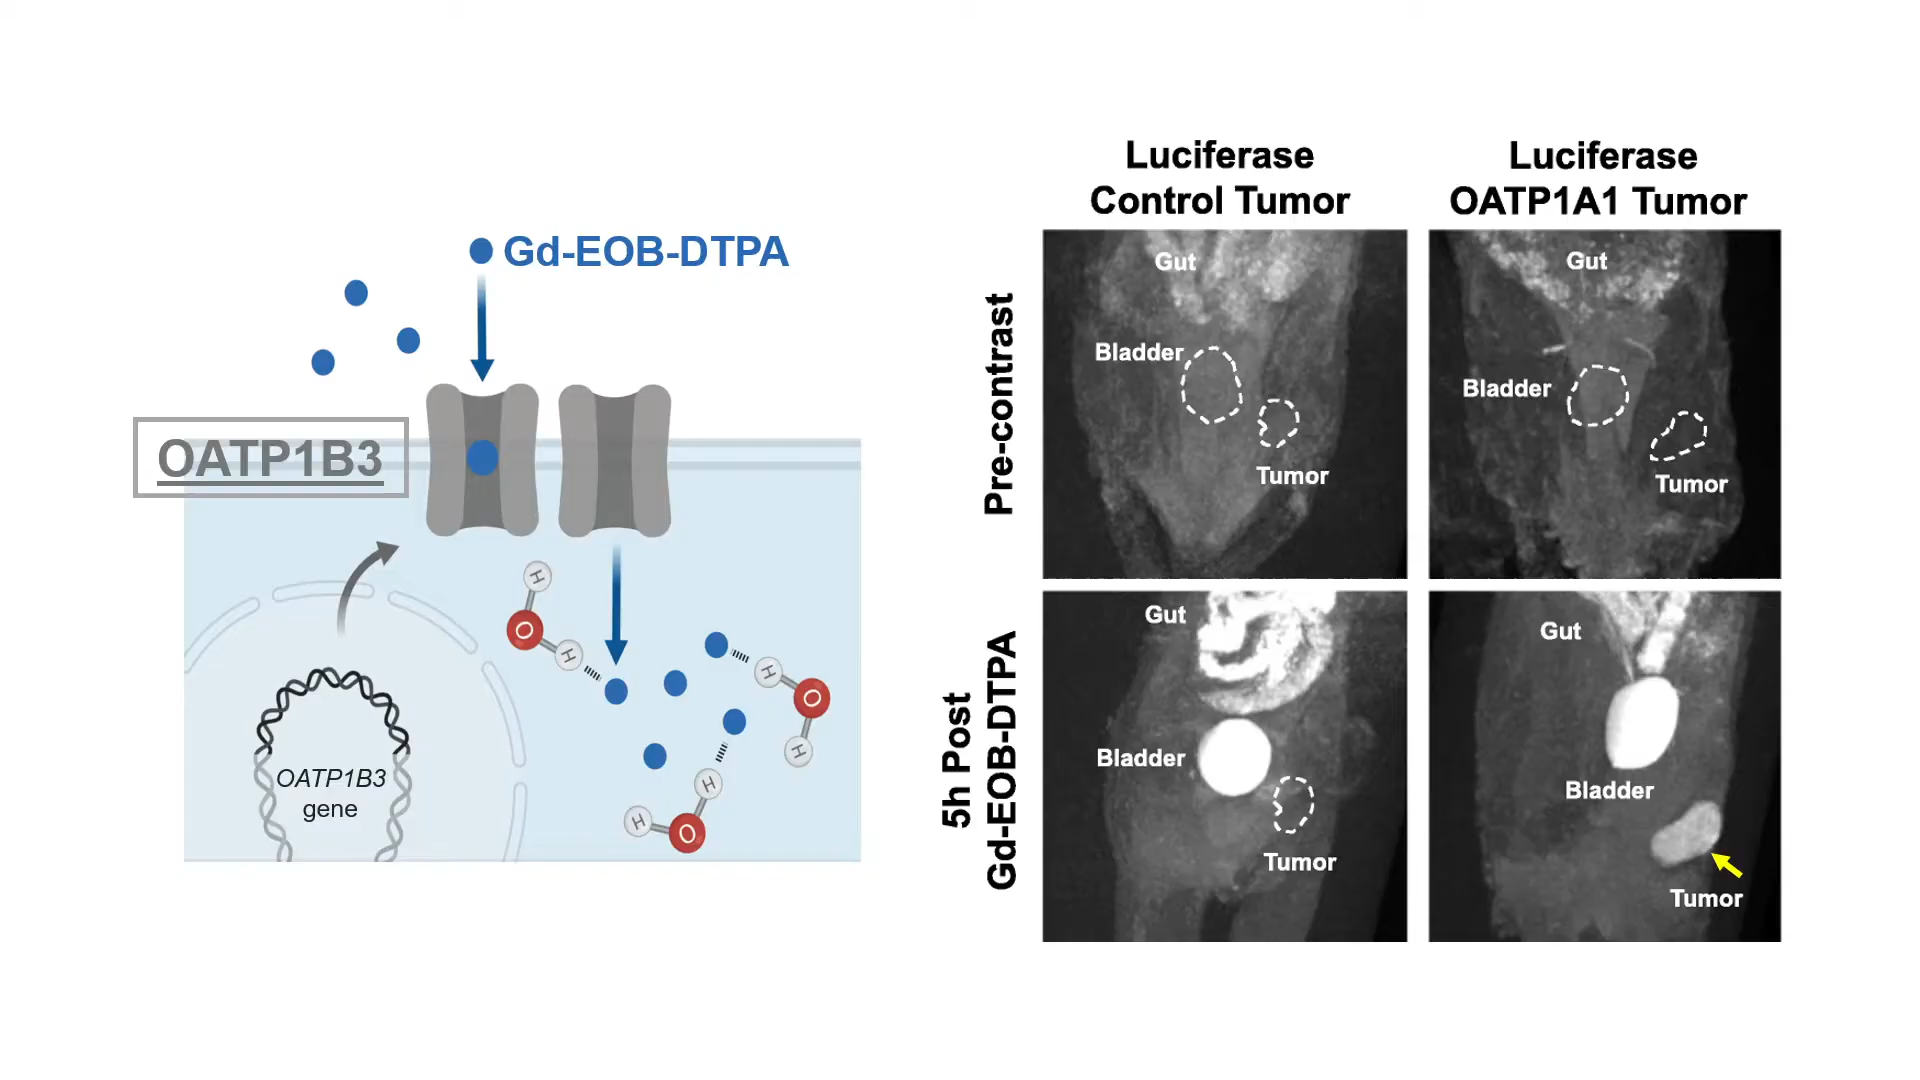 Gd-EOB-DTPA
OATP1B3
OATP1B3
gene
H
O
H
H
O
H
H
H
O
Luciferase
Control Tumor
Luciferase
OATP1A1 Tumor
Pre-contrast
Gut
Bladder
Tumor
Gut
Bladder
Tumor
5h Post
Gd-EOB-DTPA
Gut
Bladder
Tumor
Gut
Bladder
Tumor